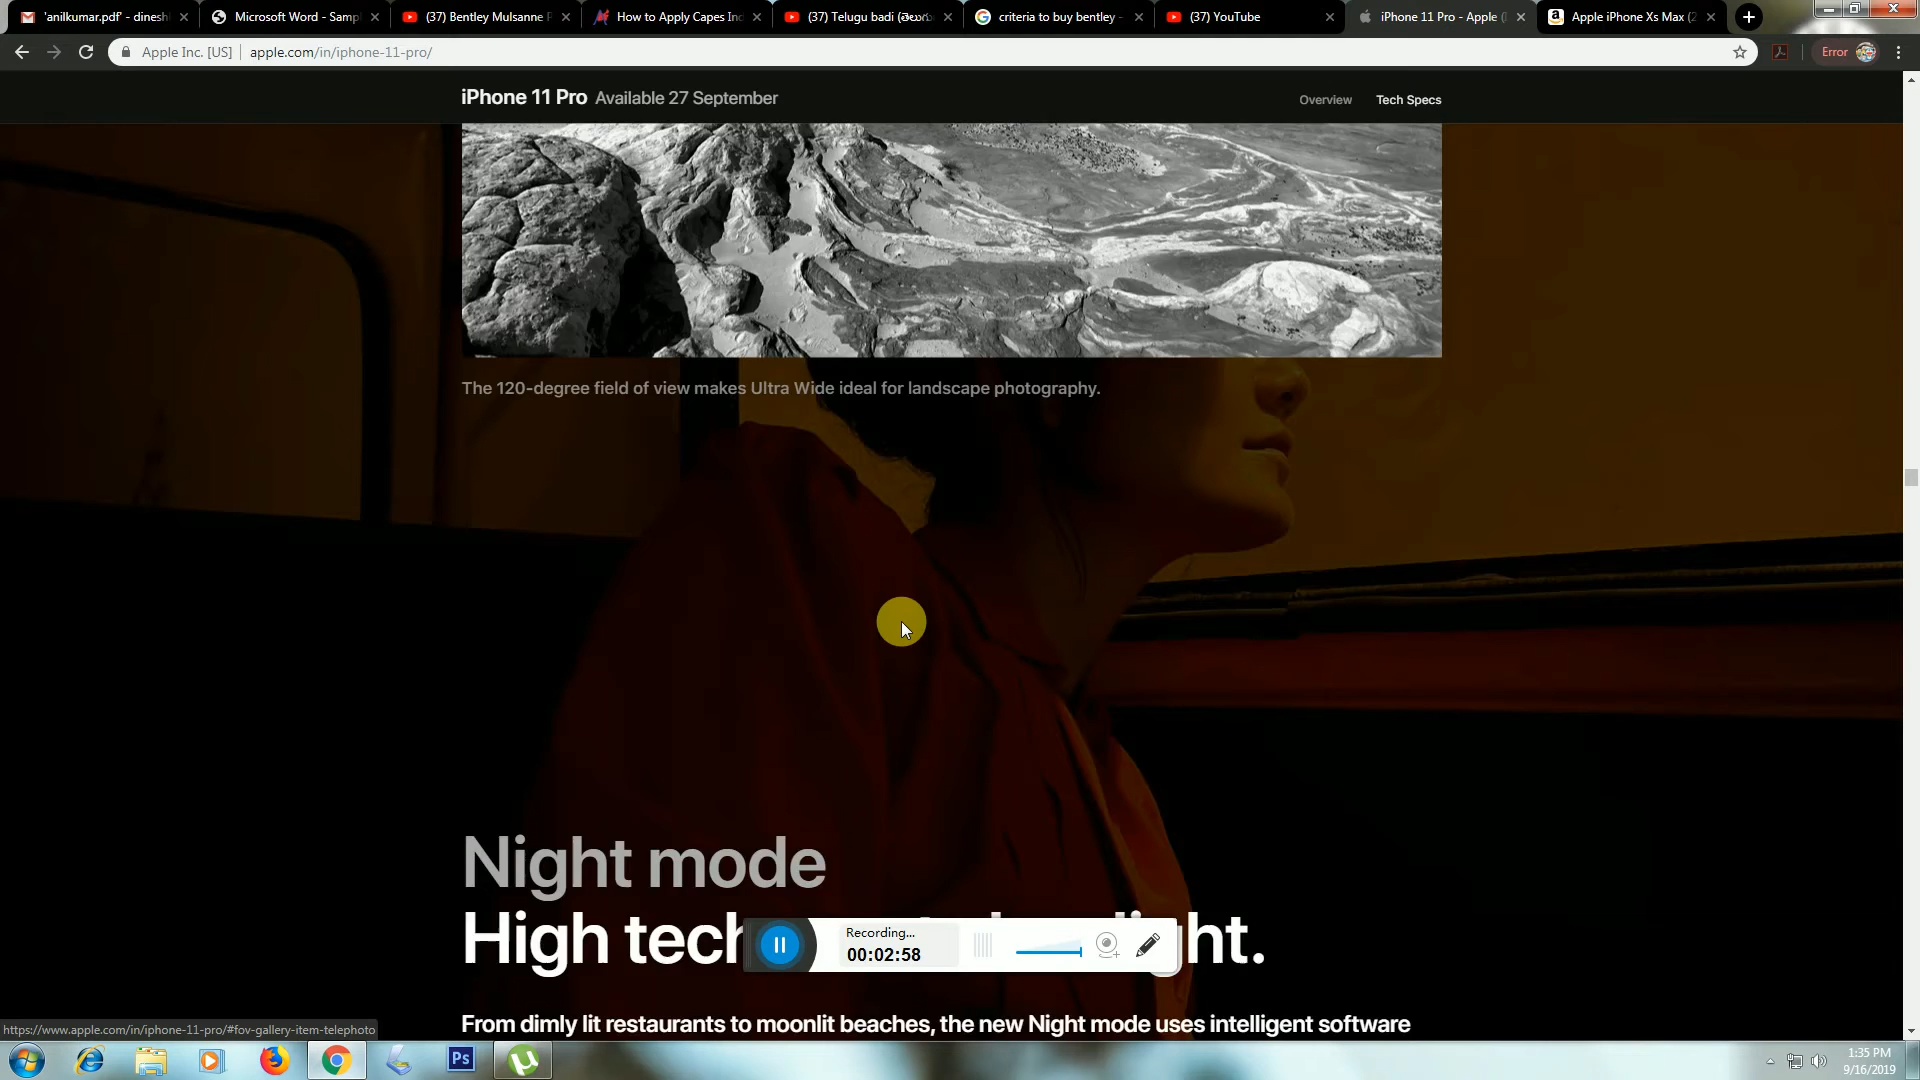 'anilkumar.pdf' - dinesh
Microsoft Word - Samp
(37) Bentley Mulsanne F
How to Apply Capes Ind
(37) Telugu badi (తెలుగు
criteria to buy bentley -
(37) YouTube
iPhone 11 Pro - Apple (
Apple iPhone Xs Max (2
Apple Inc. [US]
apple.com/in/iphone-11-pro/
Error
iPhone 11 Pro Available 27 September
Overview
Tech Specs
The 120-degree field of view makes Ultra Wide ideal for landscape photography.
Night mode
High tech ht.
Recording...
00:02:58
From dimly lit restaurants to moonlit beaches, the new Night mode uses intelligent software
https://www.apple.com/in/iphone-11-pro/#fov-gallery-item-telephoto
Ps
1:35 PM
9/16/2019